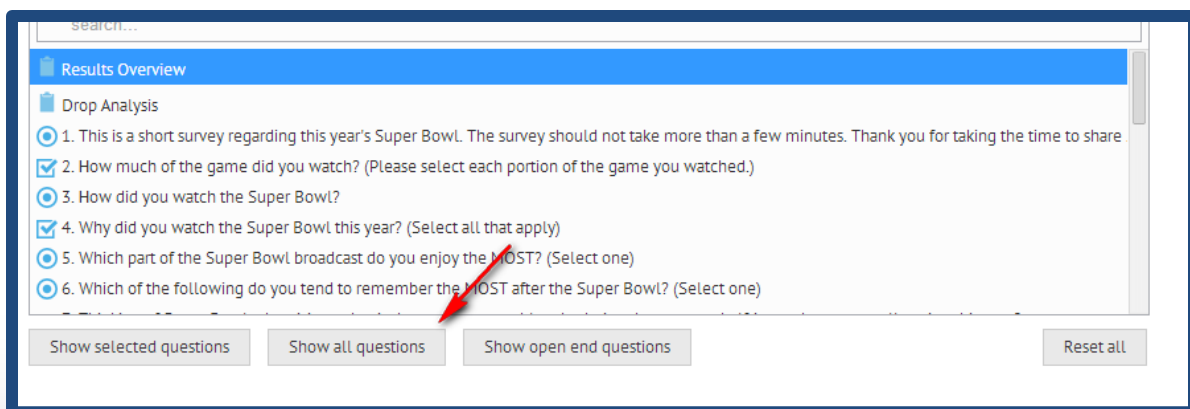 search...
Results Overview
Drop Analysis
1. This is a short survey regarding this year's Super Bowl. The survey should not take more than a few minutes. Thank you for taking the time to share
2. How much of the game did you watch? (Please select each portion of the game you watched.)
3. How did you watch the Super Bowl?
4. Why did you watch the Super Bowl this year? (Select all that apply)
5. Which part of the Super Bowl broadcast do you enjoy the MOST? (Select one)
6. Which of the following do you tend to remember the MOST after the Super Bowl? (Select one)
Show selected questions Show all questions Show open end questions Reset all